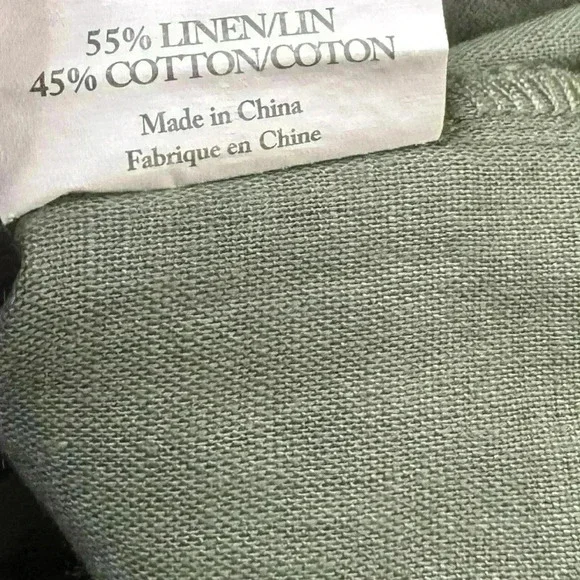 55% LINEN/LIN
45% COTTON/COTON
Made in China
Fabrique en Chine